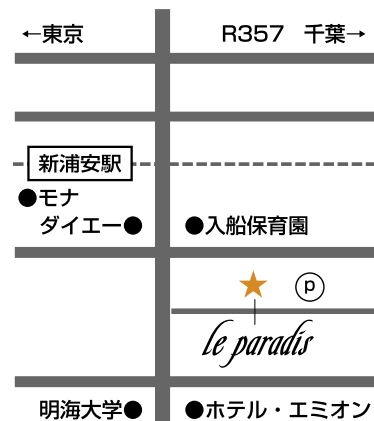 ←東京
R357 千葉→
新浦安駅
●モナ
ダイエー●
●入船保育園
p
le paradis
明海大学●
●ホテル・エミオン